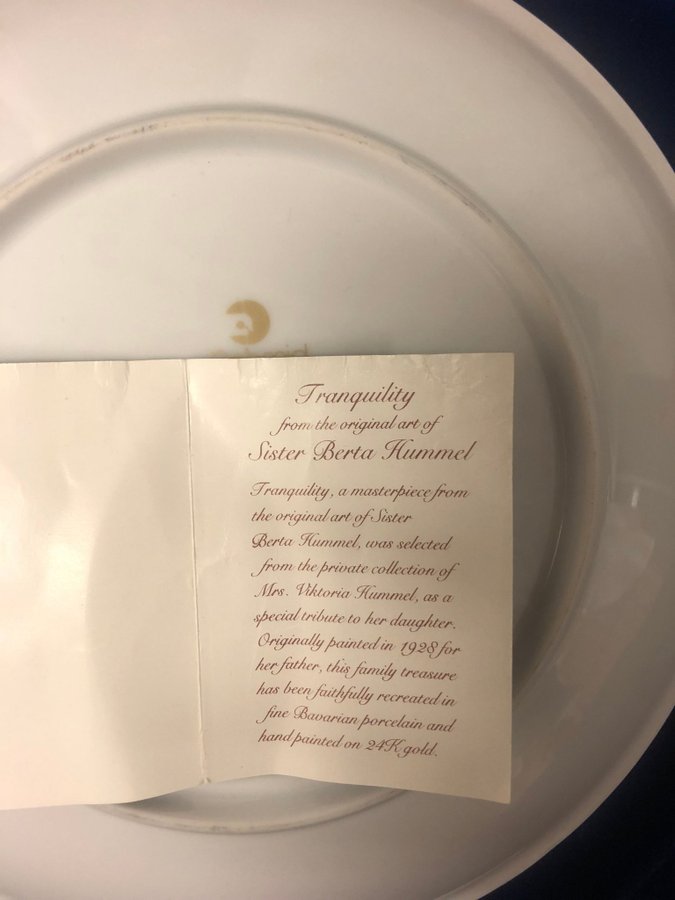 Tranquility
from the original art of
Sister Berta Hummel
Tranquility, a masterpiece from
the original art of Sister
Berta Hummel, was selected
from the private collection of
Mrs. Viktoria Hummel, as a
special tribute to her daughter.
Originally painted in 1928 for
her father, this family treasure
has been faithfully recreated in
fine Bavarian porcelain and
hand painted on 24K gold.